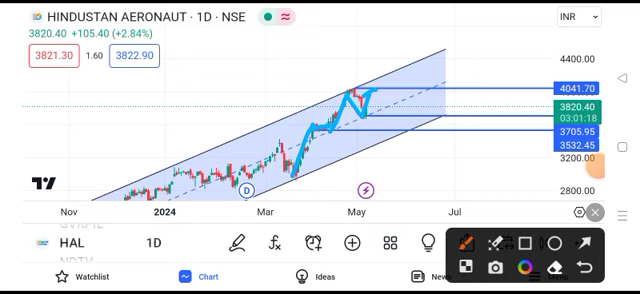 HINDUSTAN AERONAUT · 1D · NSE
INR
3820.40 +105.40 (+2.84%)
3821.30 1.60 3822.90
4400.00
4041.70
3820.40
03:01:18
3705.95
3532.45
3200.00
2800.00
D
Nov 2024 Mar May Jul
HAL 1D
Watchlist Chart Ideas News